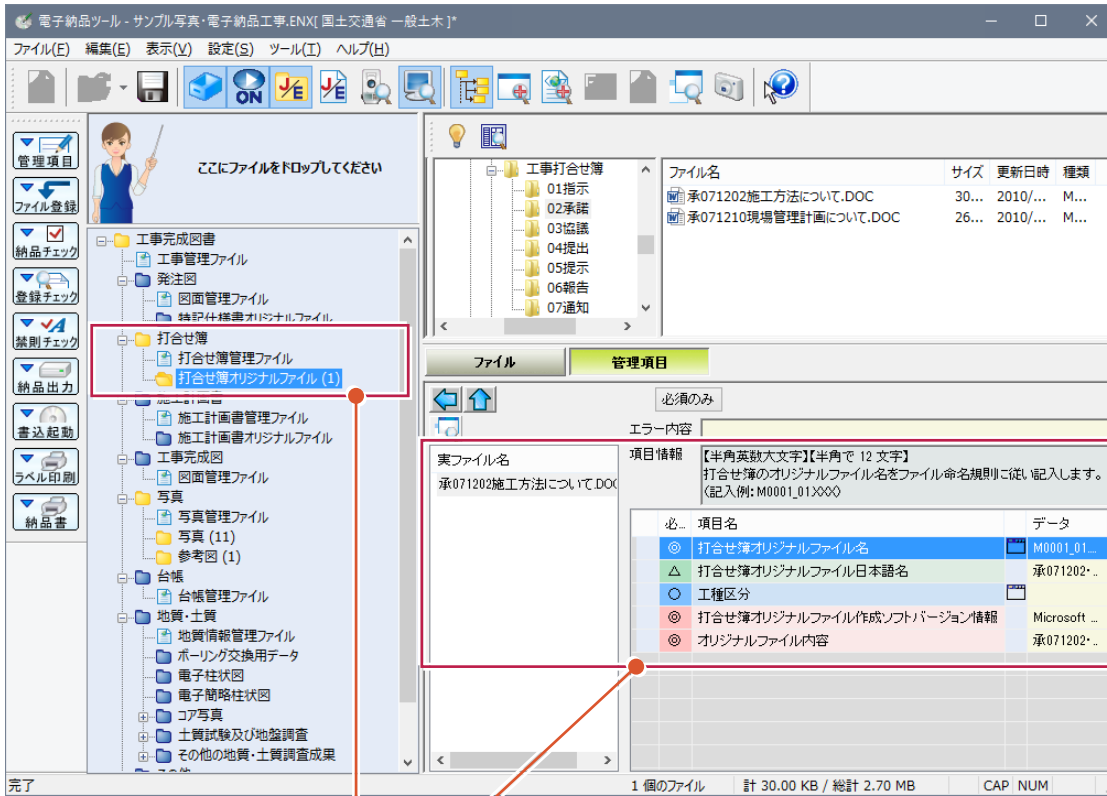 電子納品ツール - サンプル写真・電子納品工事.ENX[ 国土交通省 一般土木 ]*
ファイル(F) 編集(E) 表示(V) 設定(S) ツール(T) ヘルプ(H)
ON
J/E
J/E
管理項目
ファイル登録
納品チェック
登録チェック
禁則チェック
納品出力
書込起動
ラベル印刷
納品書
ここにファイルをドロップしてください
工事完成図書
工事管理ファイル
発注図
図面管理ファイル
特記仕様書オリジナルファイル
打合せ簿
打合せ簿管理ファイル
打合せ簿オリジナルファイル (1)
施工計画書
施工計画書管理ファイル
施工計画書オリジナルファイル
工事完成図
図面管理ファイル
写真
写真管理ファイル
写真 (11)
参考図 (1)
台帳
台帳管理ファイル
地質・土質
地質情報管理ファイル
ボーリング交換用データ
電子柱状図
電子簡略柱状図
コア写真
土質試験及び地盤調査
その他の地質・土質調査成果
その他
工事打合せ簿
01指示
02承諾
03協議
04提出
05提示
06報告
07通知
ファイル名 サイズ 更新日時 種類
承071202施工方法について.DOC 30... 2010/... M...
承071210現場管理計画について.DOC 26... 2010/... M...
ファイル 管理項目
必須のみ
エラー内容
実ファイル名
承071202施工方法について.DOC
項目情報
【半角英数大文字】【半角で 12 文字】
打合せ簿のオリジナルファイル名をファイル命名規則に従い記入します。
(記入例:M0001_01.XXX)
必... 項目名 データ
◎ 打合せ簿オリジナルファイル名 M0001_01...
△ 打合せ簿オリジナルファイル日本語名 承071202・..
○ 工種区分
◎ 打合せ簿オリジナルファイル作成ソフトバージョン情報 Microsoft ...
◎ オリジナルファイル内容 承071202・..
完了 1 個のファイル 計 30.00 KB / 総計 2.70 MB CAP NUM